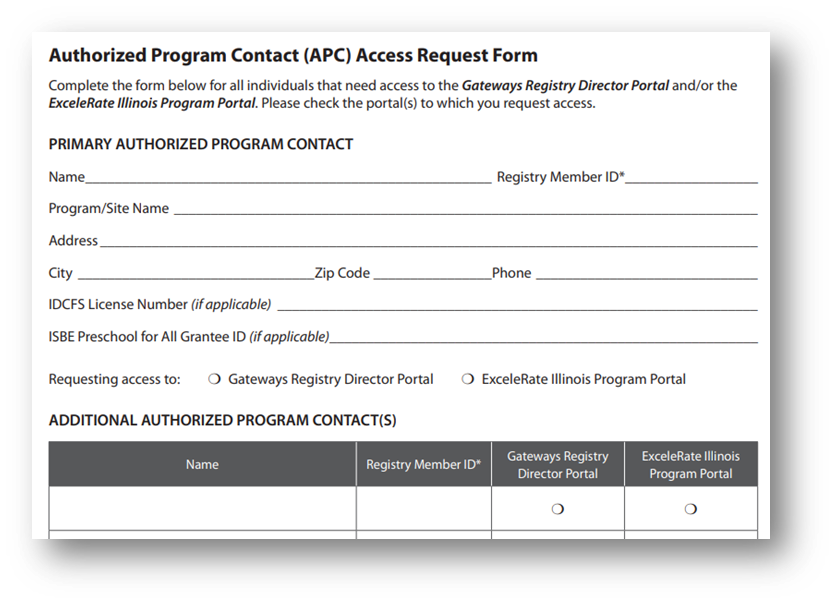 Authorized Program Contact (APC) Access Request Form
Complete the form below for all individuals that need access to the Gateways Registry Director Portal and/or the
ExceleRate Illinois Program Portal. Please check the portal(s) to which you request access.
PRIMARY AUTHORIZED PROGRAM CONTACT
Name Registry Member ID*
Program/Site Name
Address
City Zip Code Phone
IDCFS License Number (if applicable)
ISBE Preschool for All Grantee ID (if applicable)
Requesting access to: ❍ Gateways Registry Director Portal ❍ ExceleRate Illinois Program Portal
ADDITIONAL AUTHORIZED PROGRAM CONTACT(S)
Name Registry Member ID* Gateways Registry Director Portal ExceleRate Illinois Program Portal
❍ ❍